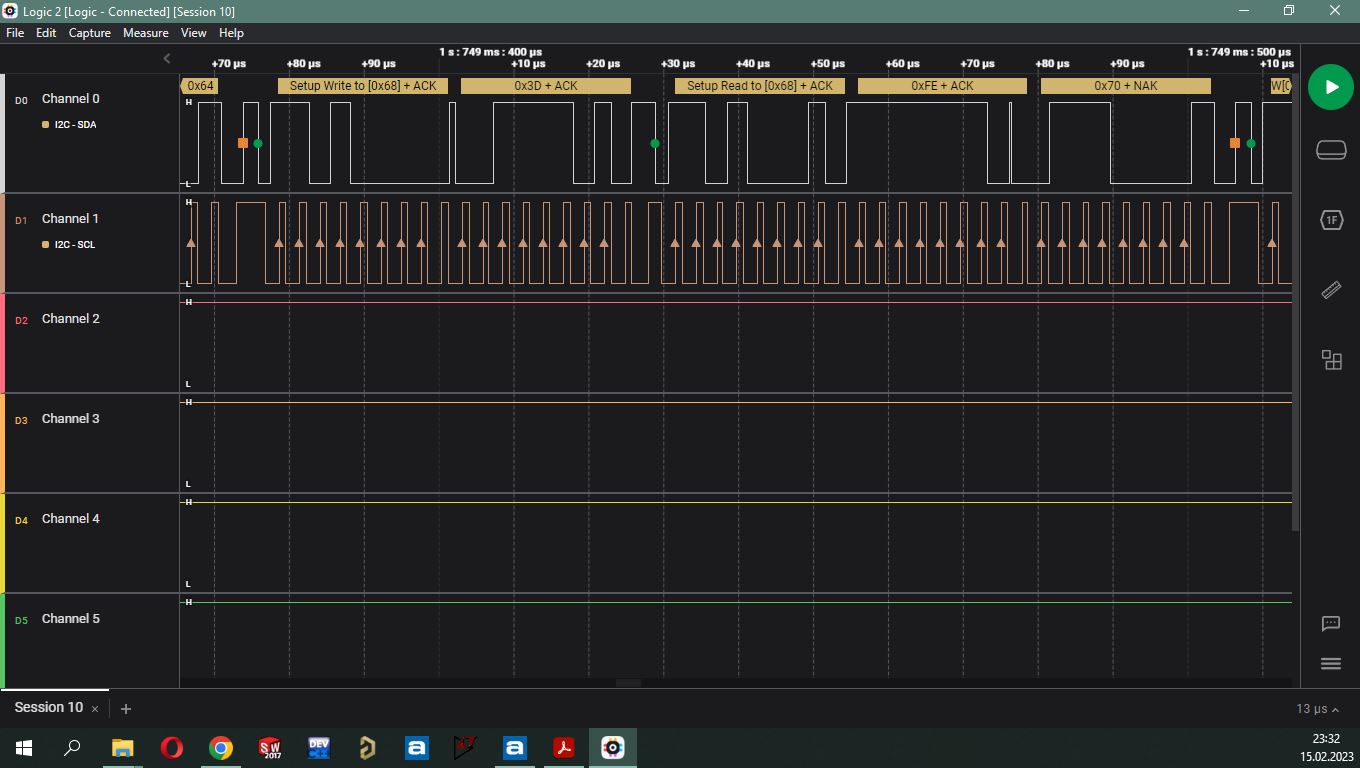 Logic 2 [Logic - Connected] [Session 10]
File Edit Capture Measure View Help
1 s : 749 ms : 400 µs 1 s : 749 ms : 500 µs
+70 µs +80 µs +90 µs +10 µs +20 µs +30 µs +40 µs +50 µs +60 µs +70 µs +80 µs +90 µs +10 µs
0x64 Setup Write to [0x68] + ACK 0x3D + ACK Setup Read to [0x68] + ACK 0xFE + ACK 0x70 + NAK W[0
D0 Channel 0 H
I2C - SDA
L
H
D1 Channel 1
I2C - SCL
L
H
D2 Channel 2
L
H
D3 Channel 3
L
H
D4 Channel 4
L
H
D5 Channel 5
1F
Session 10 × +
13 µs
SW 2017
DEV C++
a
a
23:32
15.02.2023